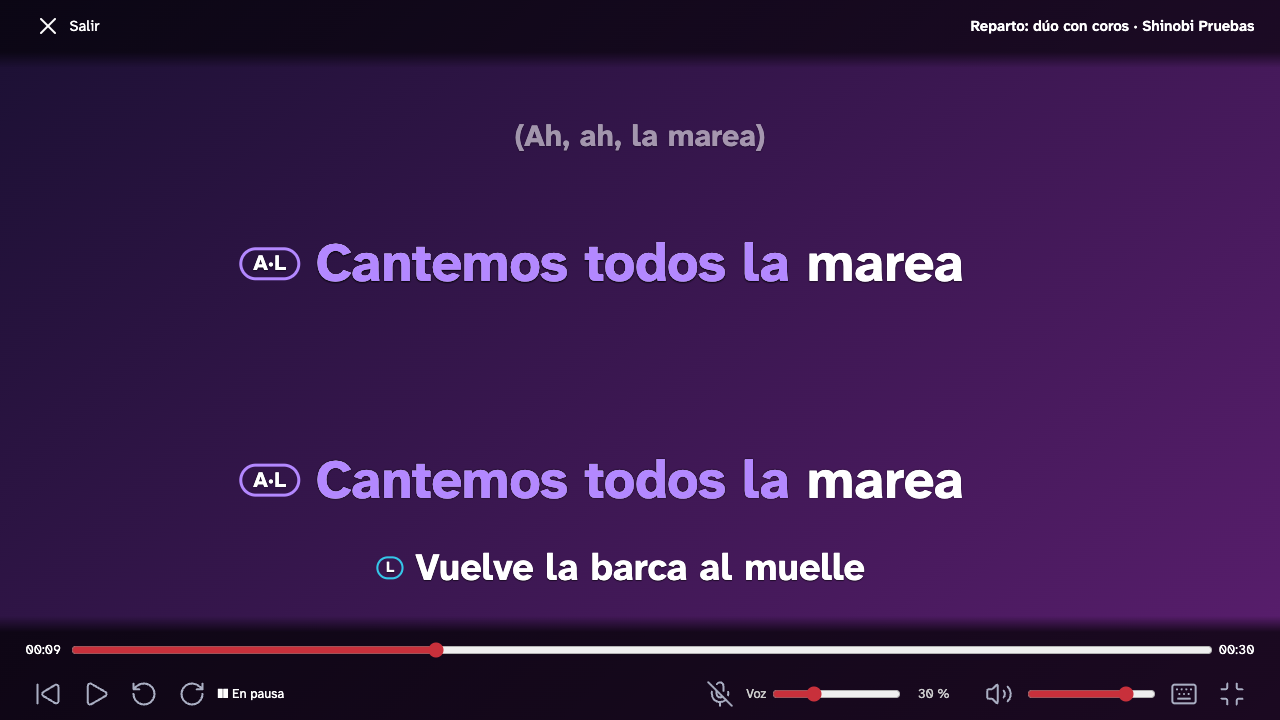 Salir
Reparto: dúo con coros · Shinobi Pruebas
(Ah, ah, la marea)
A·L Cantemos todos la marea
A·L Cantemos todos la marea
L Vuelve la barca al muelle
00:09
00:30
En pausa
Voz
30 %